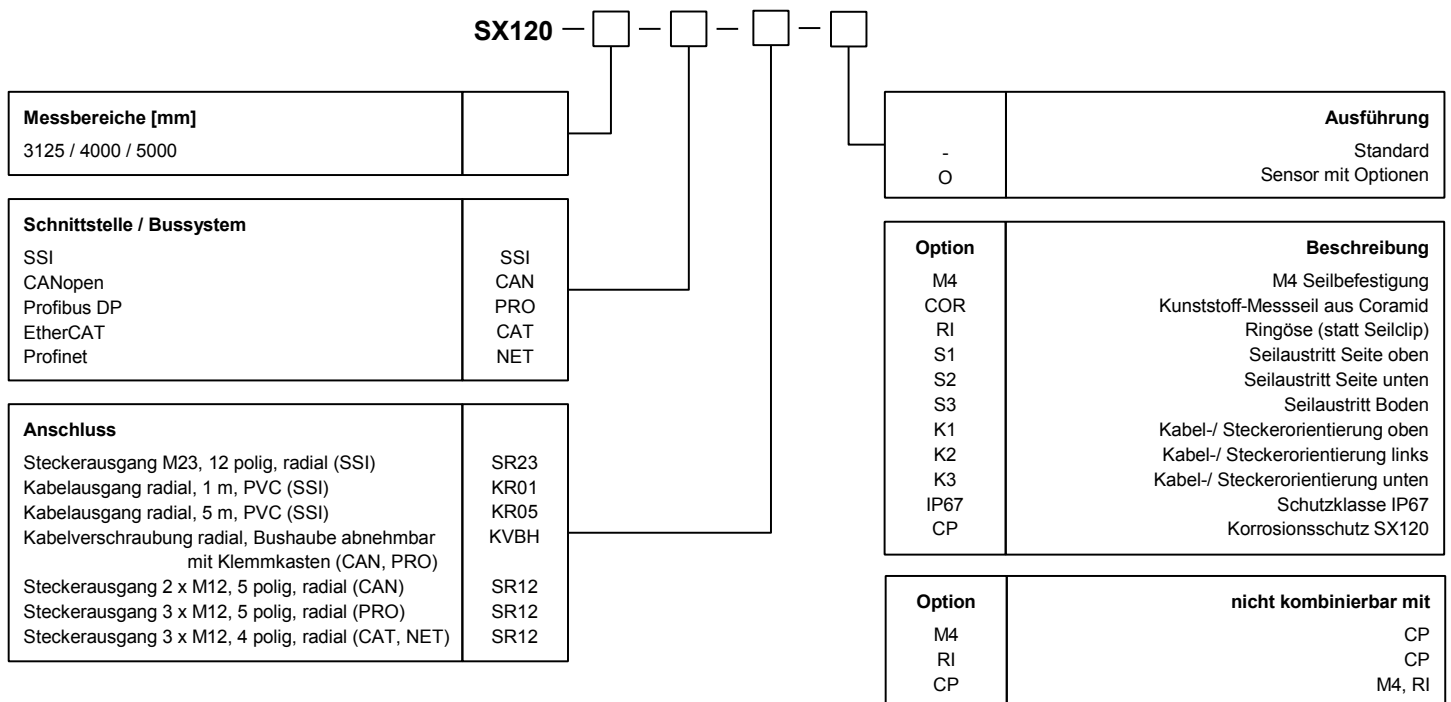 SX120 – – – –
Messbereiche [mm]
3125 / 4000 / 5000
Schnittstelle / Bussystem
SSI SSI
CANopen CAN
Profibus DP PRO
EtherCAT CAT
Profinet NET
Anschluss
Steckerausgang M23, 12 polig, radial (SSI) SR23
Kabelausgang radial, 1 m, PVC (SSI) KR01
Kabelausgang radial, 5 m, PVC (SSI) KR05
Kabelverschraubung radial, Bushaube abnehmbar KVBH
mit Klemmkasten (CAN, PRO)
Steckerausgang 2 x M12, 5 polig, radial (CAN) SR12
Steckerausgang 3 x M12, 5 polig, radial (PRO) SR12
Steckerausgang 3 x M12, 4 polig, radial (CAT, NET) SR12
Ausführung
- Standard
O Sensor mit Optionen
Option Beschreibung
M4 M4 Seilbefestigung
COR Kunststoff-Messseil aus Coramid
RI Ringöse (statt Seilclip)
S1 Seilaustritt Seite oben
S2 Seilaustritt Seite unten
S3 Seilaustritt Boden
K1 Kabel-/ Steckerorientierung oben
K2 Kabel-/ Steckerorientierung links
K3 Kabel-/ Steckerorientierung unten
IP67 Schutzklasse IP67
CP Korrosionsschutz SX120
Option nicht kombinierbar mit
M4 CP
RI CP
CP M4, RI